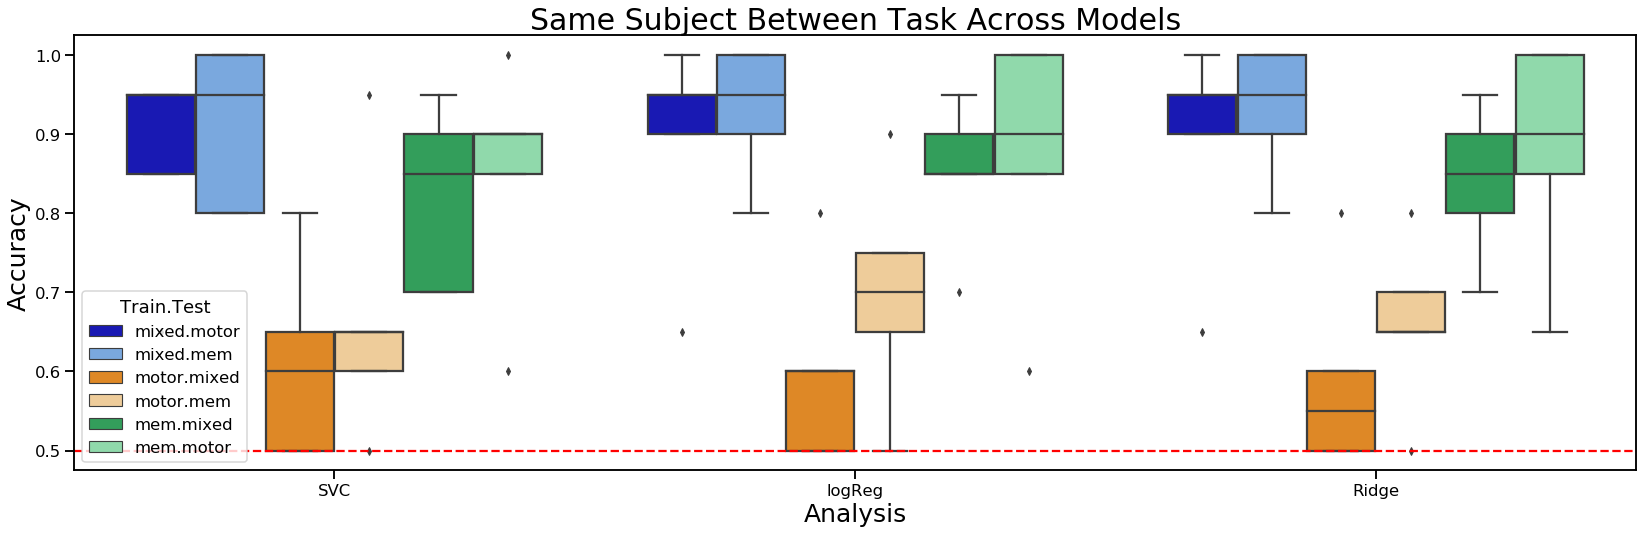 Same Subject Between Task Across Models
Accuracy
1.0
0.9
0.8
0.7
0.6
0.5
Train.Test
mixed.motor
mixed.mem
motor.mixed
motor.mem
mem.mixed
mem.motor
SVC
logReg
Ridge
Analysis